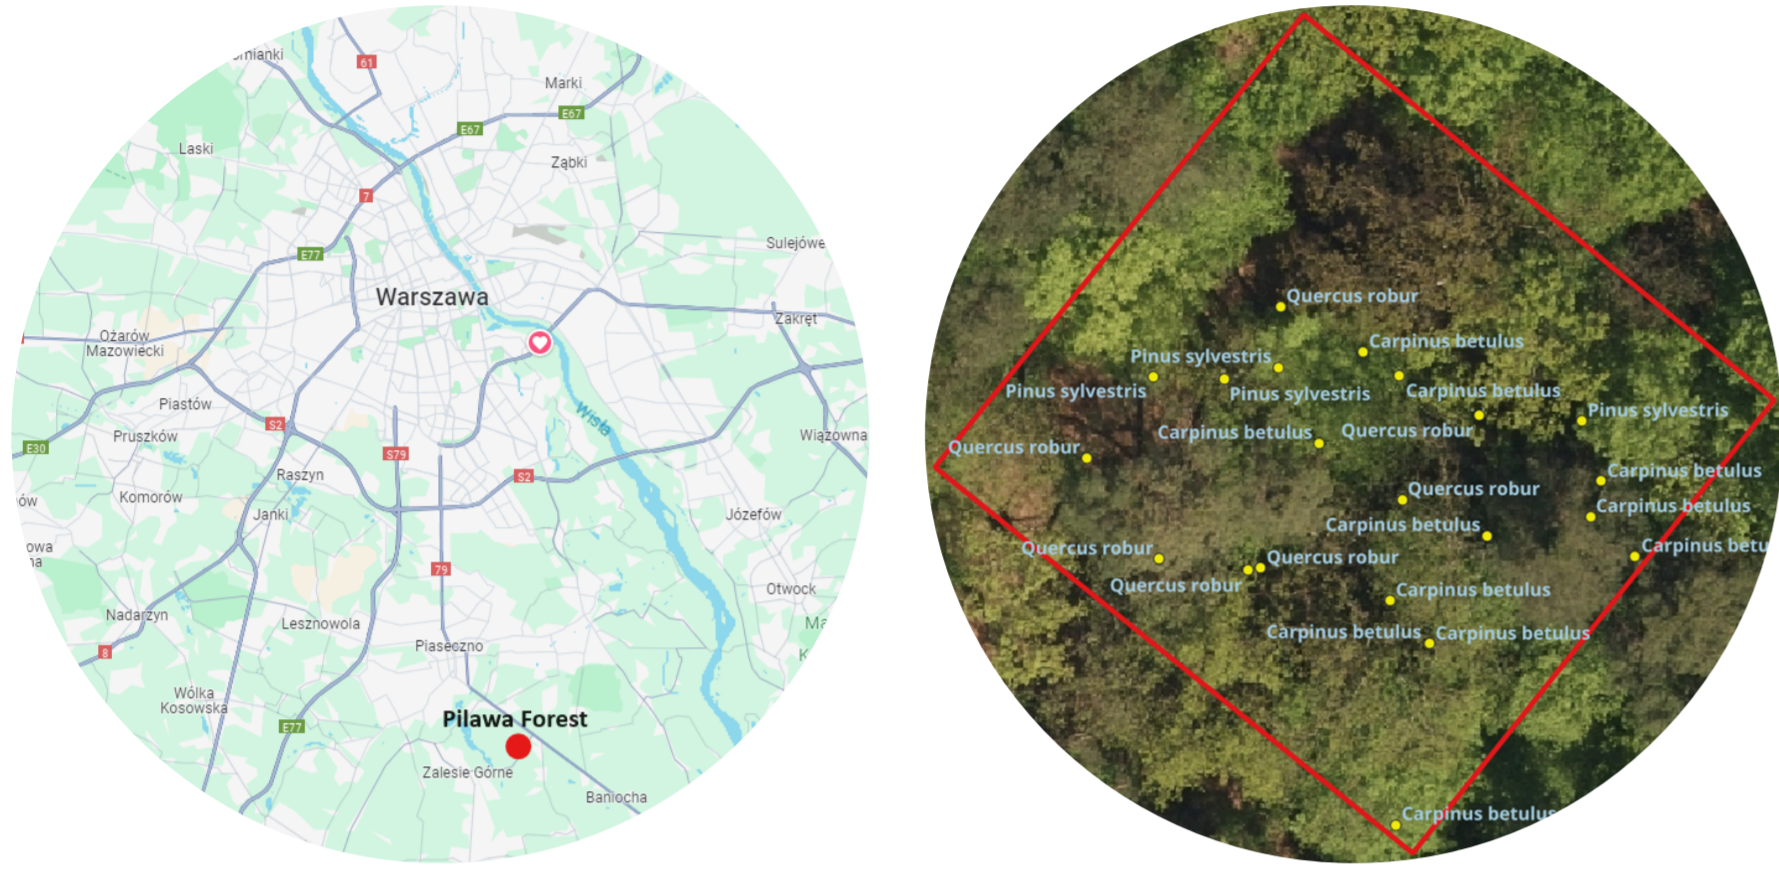 61
Marki
E67
E67
Laski
Ząbki
7
E77
Sulejówe
Warszawa
Zakręt
Ożarów
Mazowiecki
Piastów
S2
Wisła
Pruszków
Wiązowna
E30
S79
Raszyn
S2
Komorów
Janki
Józefów
79
Otwock
Nadarzyn
Lesznowola
8
Piaseczno
Wólka
Kosowska
Pilawa Forest
E77
Zalesie Górne
Baniocha
Quercus robur
Carpinus betulus
Pinus sylvestris
Pinus sylvestris
Pinus sylvestris
Carpinus betulus
Pinus sylvestris
Carpinus betulus
Quercus robur
Quercus robur
Carpinus betulus
Quercus robur
Carpinus betulus
Carpinus betulus
Quercus robur
Carpinus betu
Quercus robur
Quercus robur
Carpinus betulus
Carpinus betulus
Carpinus betulus
Carpinus betulus